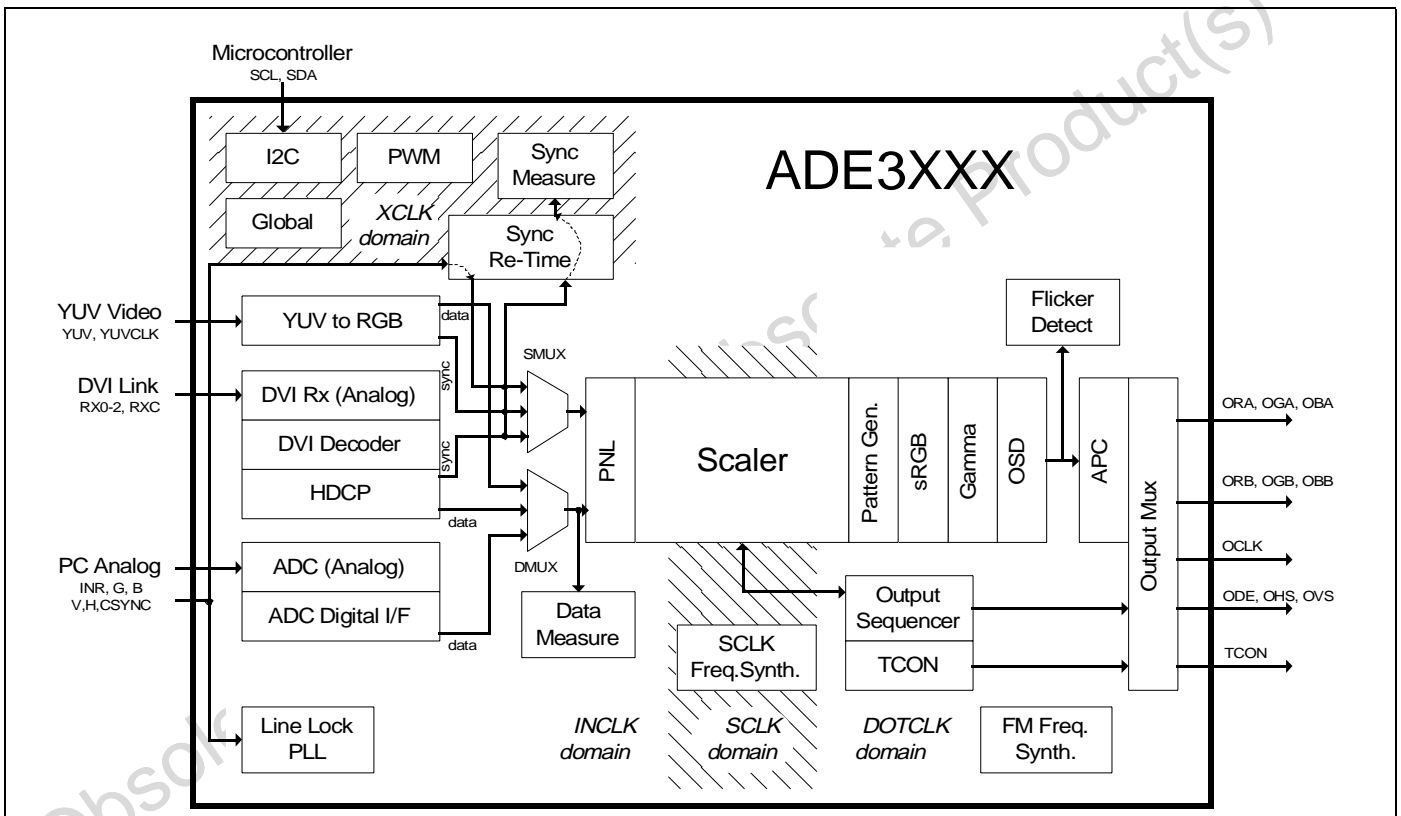 Microcontroller
SCL, SDA
ADE3XXX
I2C
PWM
Sync
Measure
Global
XCLK
domain
Sync
Re-Time
YUV Video
YUV, YUVCLK
YUV to RGB
data
sync
SMUX
Flicker
Detect
DVI Link
RX0-2, RXC
DVI Rx (Analog)
DVI Decoder
HDCP
sync
data
DMUX
PNL
Scaler
Pattern Gen.
sRGB
Gamma
OSD
APC
Output Mux
ORA, OGA, OBA
ORB, OGB, OBB
OCLK
ODE, OHS, OVS
TCON
PC Analog
INR, G, B
V,H,CSYNC
ADC (Analog)
ADC Digital I/F
data
Data
Measure
SCLK
Freq.Synth.
Output
Sequencer
TCON
Line Lock
PLL
INCLK
domain
SCLK
domain
DOTCLK
domain
FM Freq.
Synth.
Product(s)